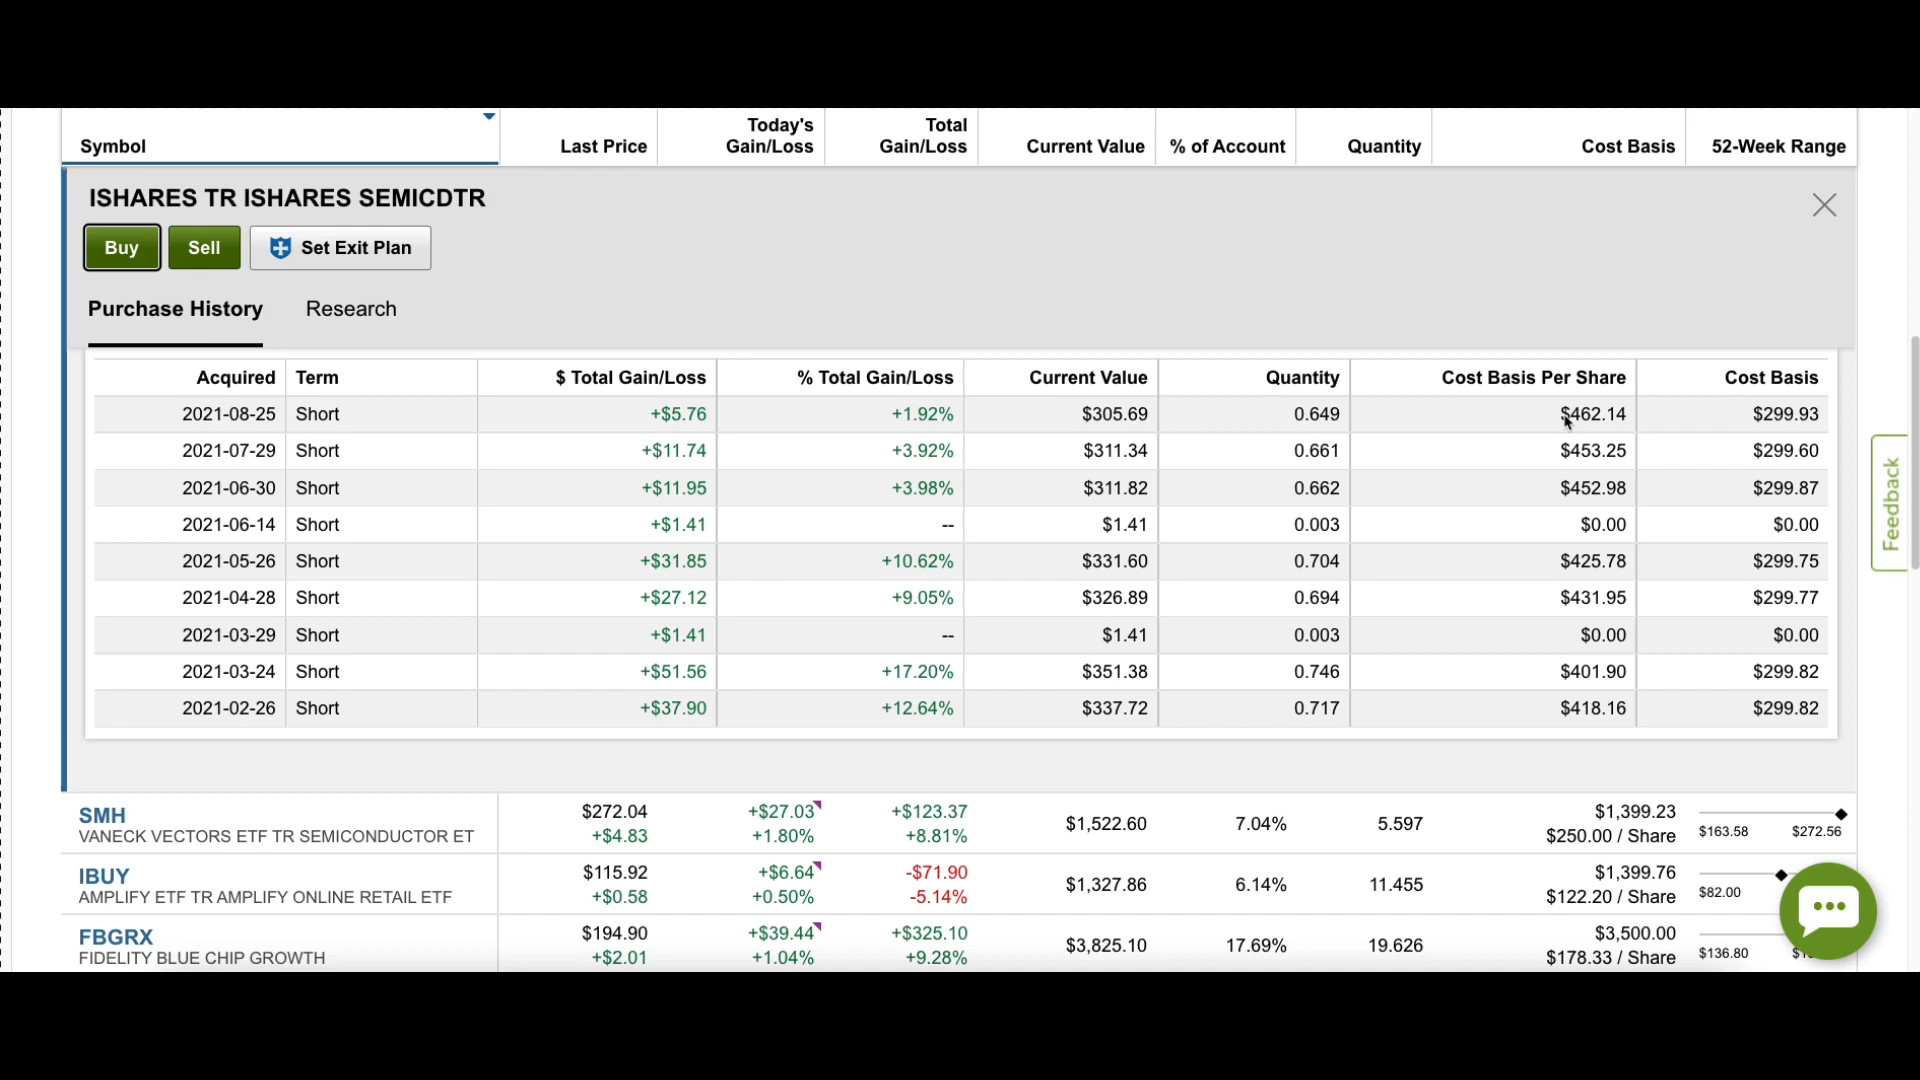 Symbol Last Price Today's Gain/Loss Total Gain/Loss Current Value % of Account Quantity Cost Basis 52-Week Range
ISHARES TR ISHARES SEMICDTR
Buy Sell Set Exit Plan
Purchase History Research
Acquired Term $ Total Gain/Loss % Total Gain/Loss Current Value Quantity Cost Basis Per Share Cost Basis
2021-08-25 Short +$5.76 +1.92% $305.69 0.649 $462.14 $299.93
2021-07-29 Short +$11.74 +3.92% $311.34 0.661 $453.25 $299.60
2021-06-30 Short +$11.95 +3.98% $311.82 0.662 $452.98 $299.87
2021-06-14 Short +$1.41 -- $1.41 0.003 $0.00 $0.00
2021-05-26 Short +$31.85 +10.62% $331.60 0.704 $425.78 $299.75
2021-04-28 Short +$27.12 +9.05% $326.89 0.694 $431.95 $299.77
2021-03-29 Short +$1.41 -- $1.41 0.003 $0.00 $0.00
2021-03-24 Short +$51.56 +17.20% $351.38 0.746 $401.90 $299.82
2021-02-26 Short +$37.90 +12.64% $337.72 0.717 $418.16 $299.82
Feedback
SMH $272.04 +$27.03 +$123.37 $1,522.60 7.04% 5.597 $1,399.23
VANECK VECTORS ETF TR SEMICONDUCTOR ET +$4.83 +1.80% +8.81% $250.00 / Share $163.58 $272.56
IBUY $115.92 +$6.64 -$71.90 $1,327.86 6.14% 11.455 $1,399.76
AMPLIFY ETF TR AMPLIFY ONLINE RETAIL ETF +$0.58 +0.50% -5.14% $122.20 / Share $82.00
FBGRX $194.90 +$39.44 +$325.10 $3,825.10 17.69% 19.626 $3,500.00
FIDELITY BLUE CHIP GROWTH +$2.01 +1.04% +9.28% $178.33 / Share $136.80